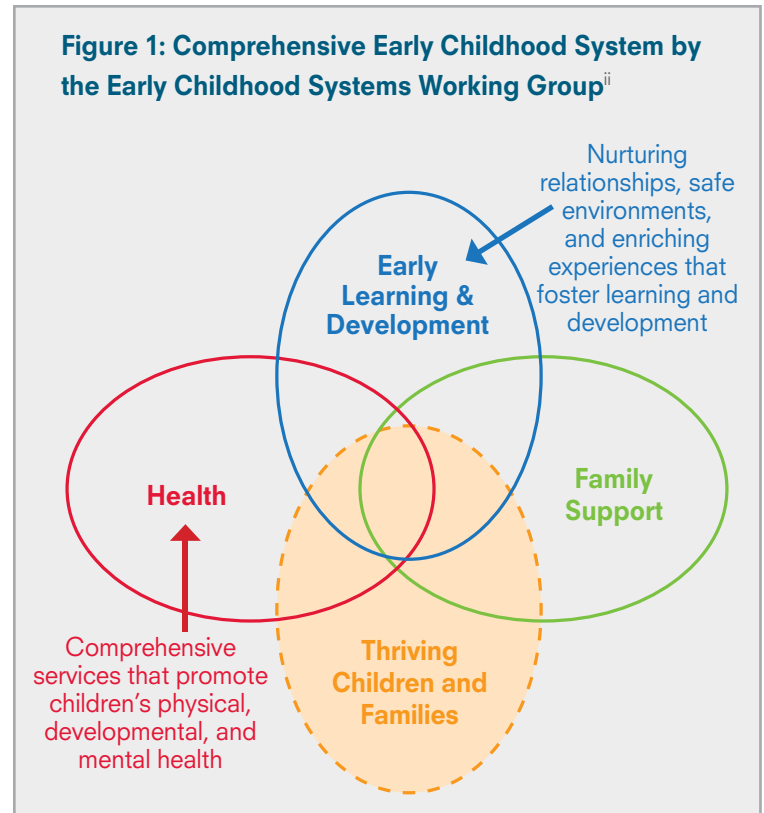 Figure 1: Comprehensive Early Childhood System by
the Early Childhood Systems Working Groupii
Nurturing
relationships, safe
environments,
and enriching
experiences that
foster learning and
development
Early
Learning &
Development
Health
Family
Support
Comprehensive
services that promote
children’s physical,
developmental, and
mental health
Thriving
Children and
Families